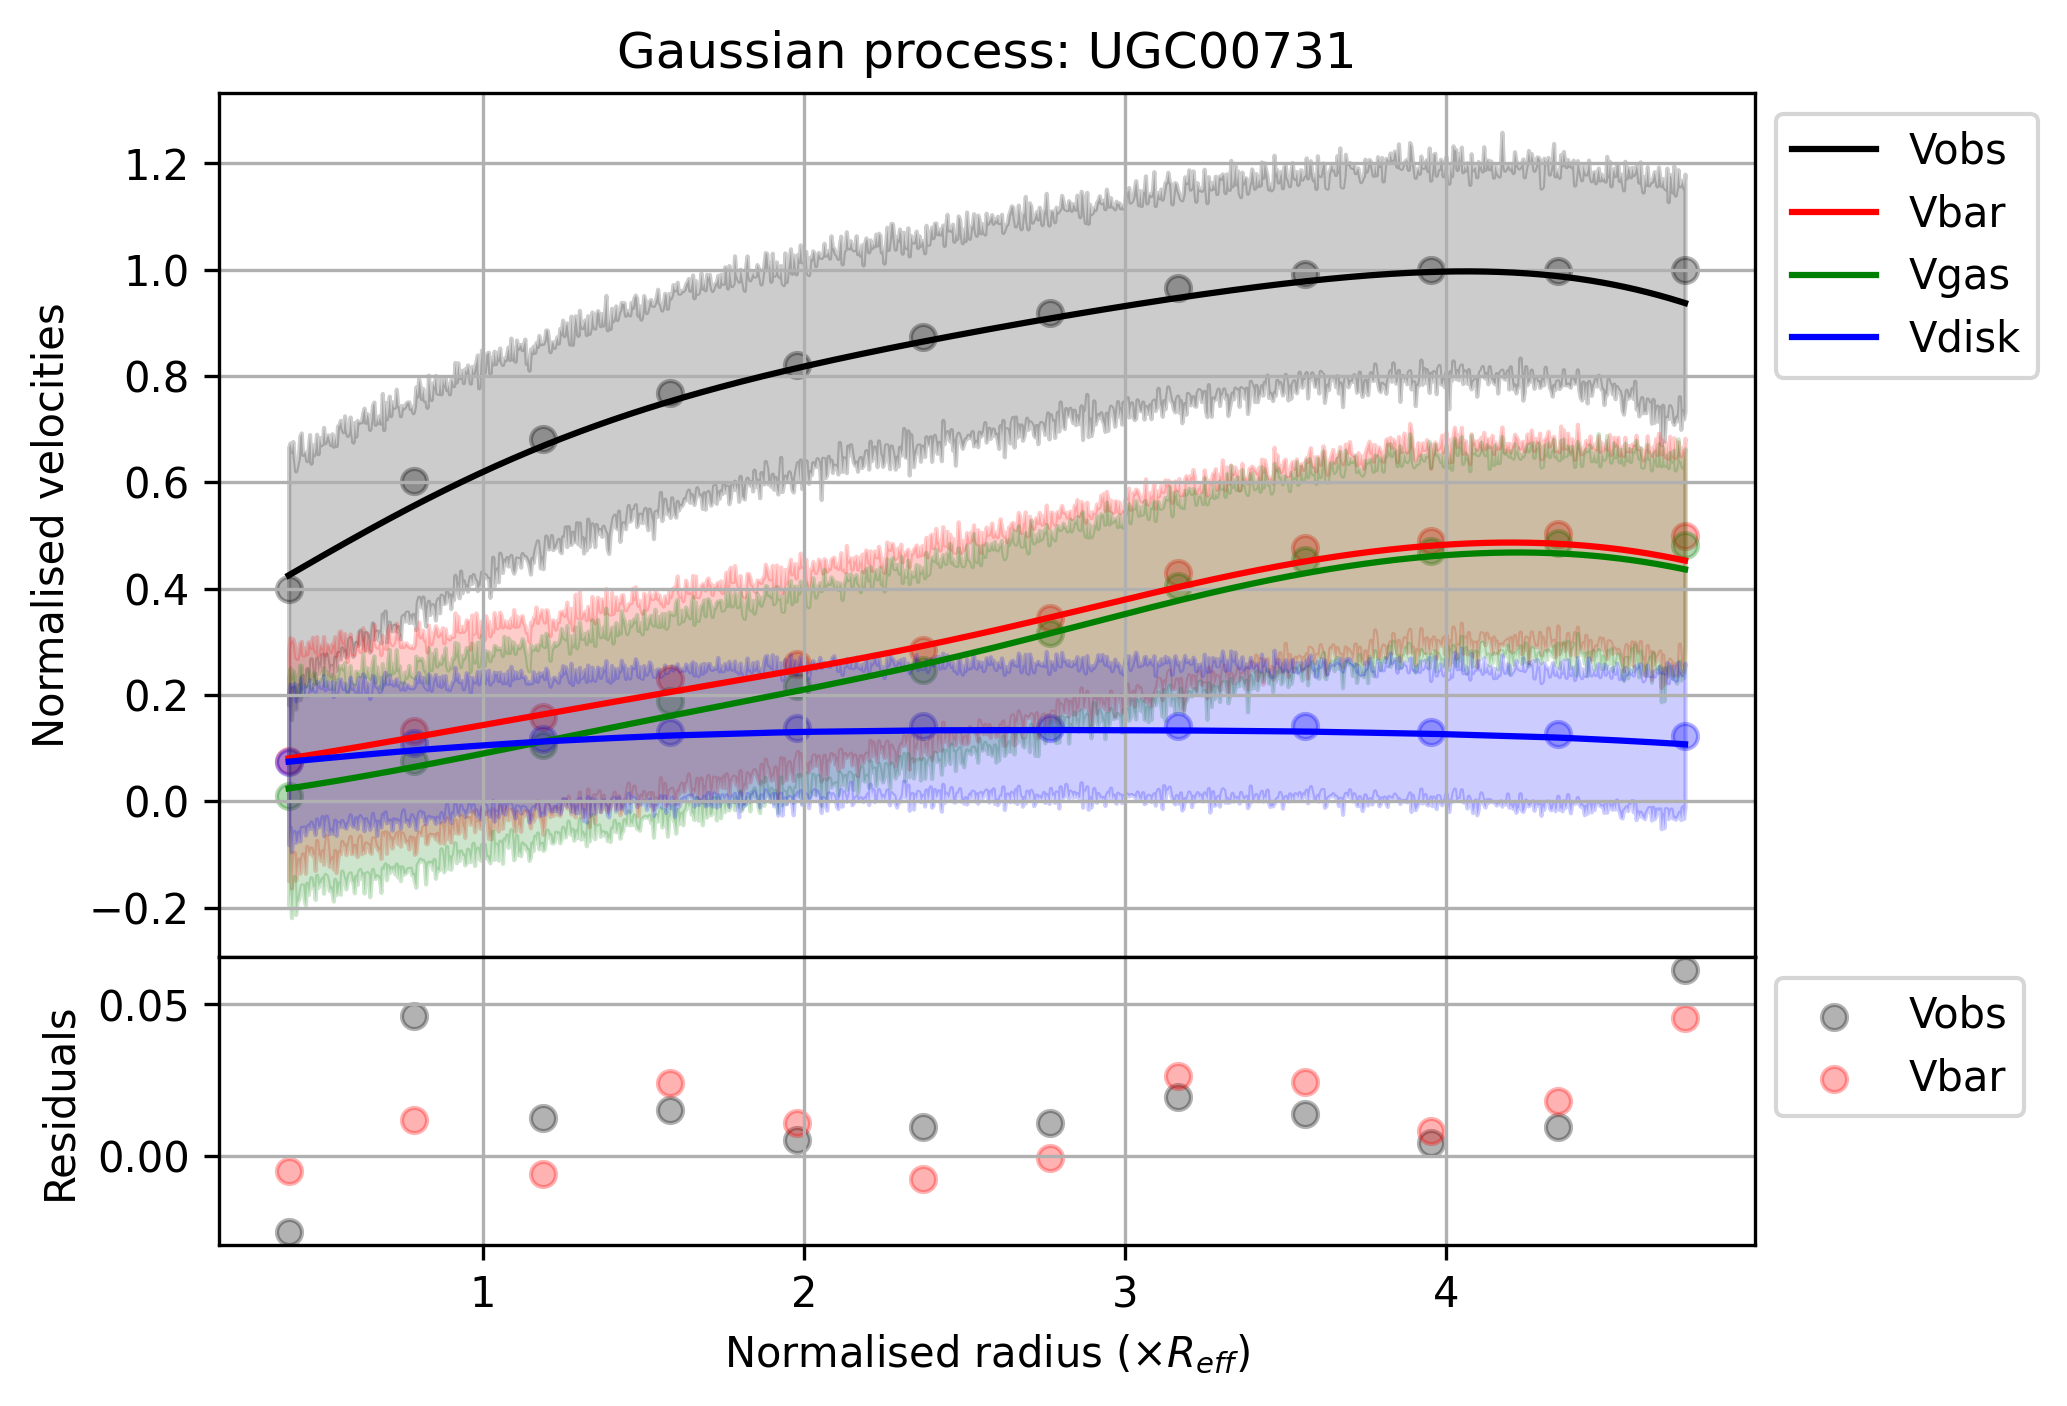 Gaussian process: UGC00731
Normalised velocities
1.2
1.0
0.8
0.6
0.4
0.2
0.0
−0.2
Vobs
Vbar
Vgas
Vdisk
Residuals
0.05
0.00
Vobs
Vbar
1 2 3 4
Normalised radius (×R_{eff})